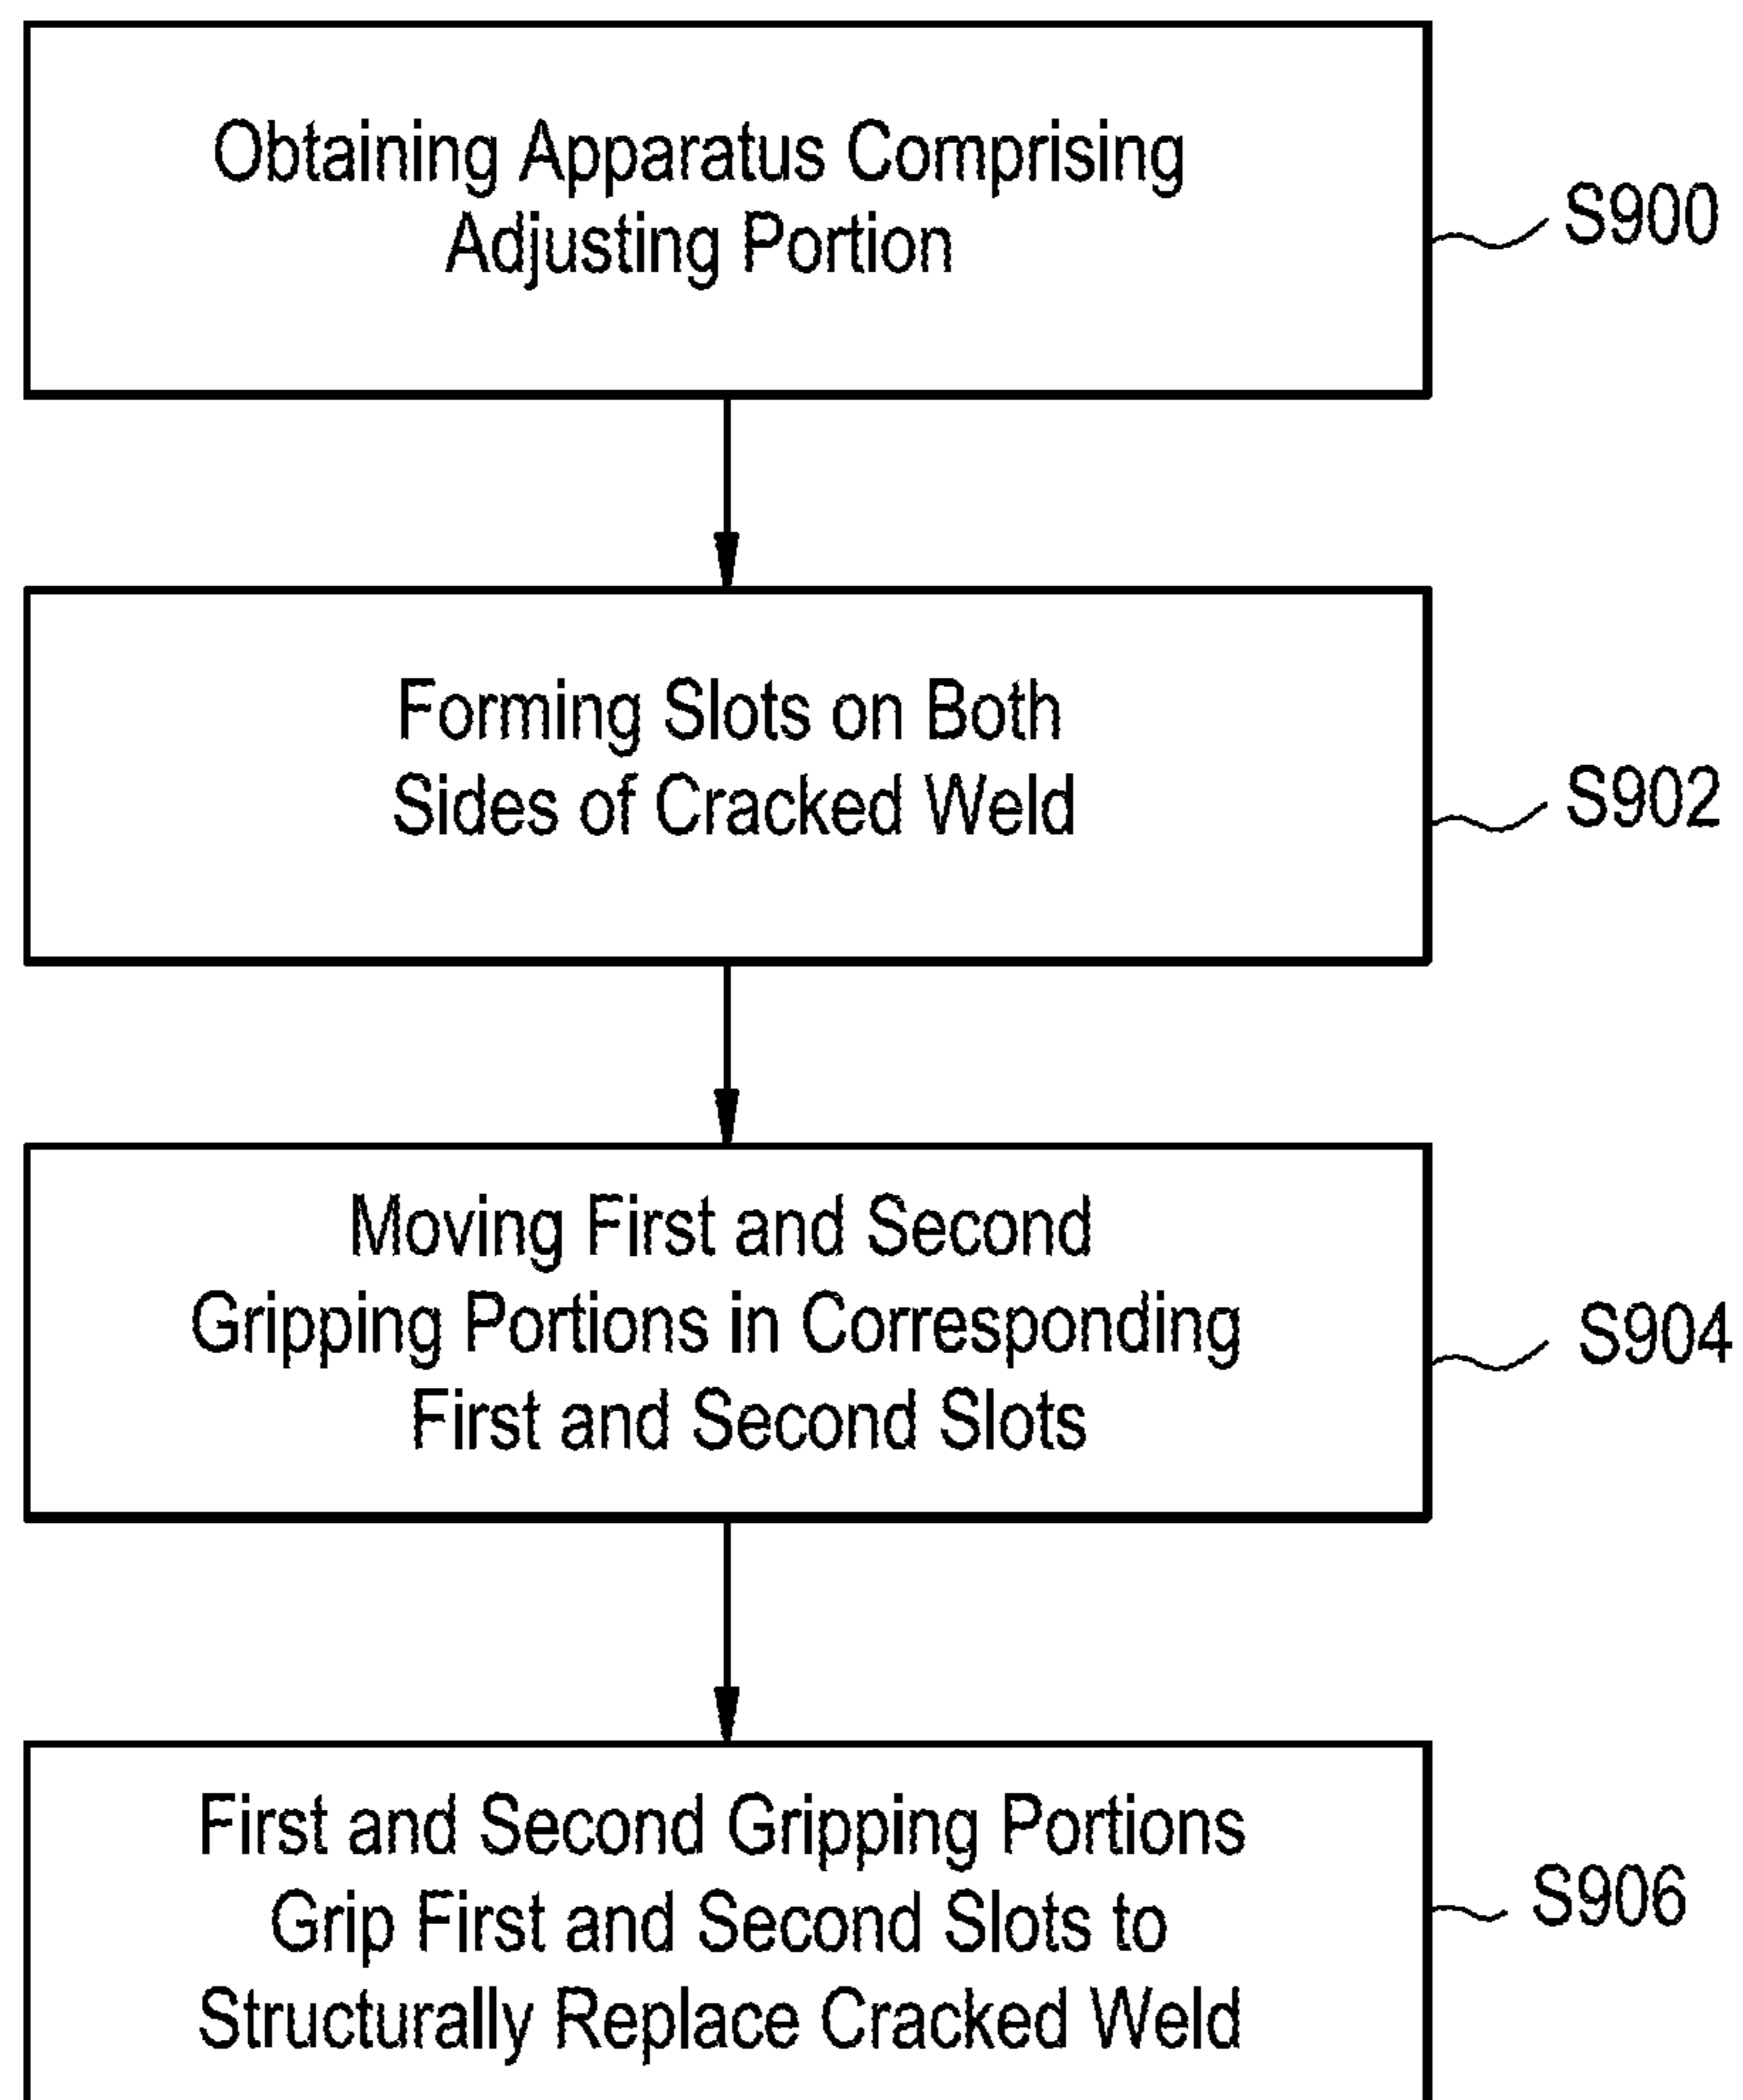 Obtaining Apparatus Comprising
Adjusting Portion
S900
Forming Slots on Both
Sides of Cracked Weld
S902
Moving First and Second
Gripping Portions in Corresponding
First and Second Slots
S904
First and Second Gripping Portions
Grip First and Second Slots to
Structurally Replace Cracked Weld
S906